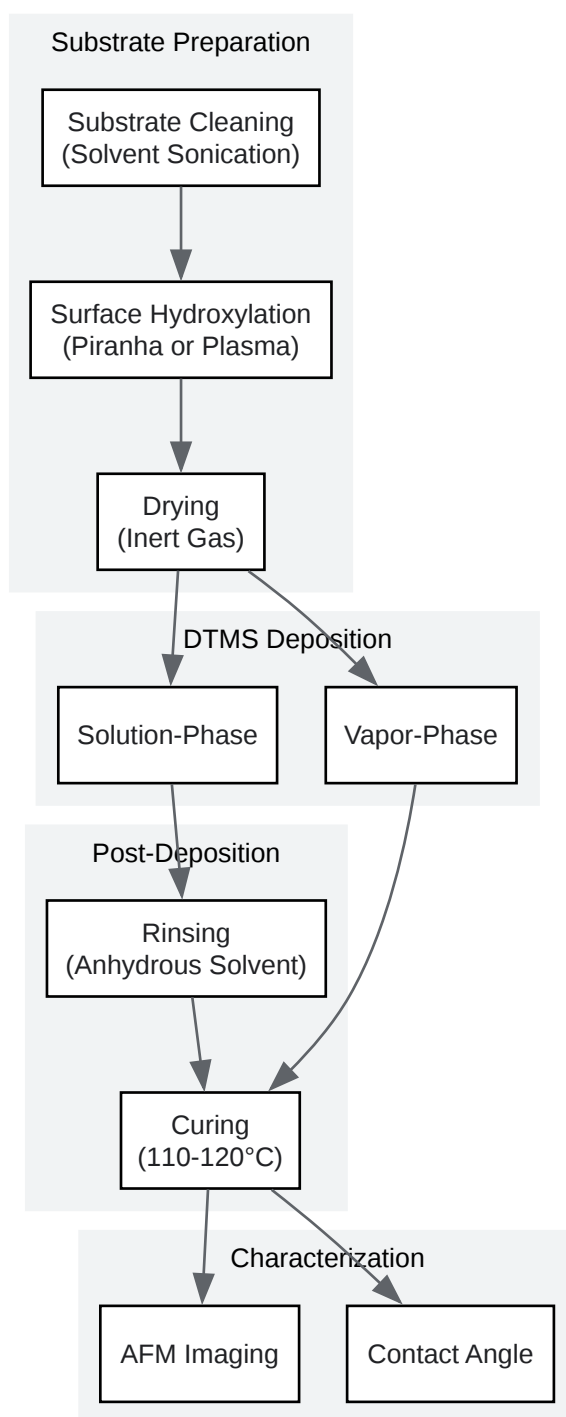 Substrate Preparation
Substrate Cleaning
(Solvent Sonication)
Surface Hydroxylation
(Piranha or Plasma)
Drying
(Inert Gas)
DTMS Deposition
Solution-Phase
Vapor-Phase
Post-Deposition
Rinsing
(Anhydrous Solvent)
Curing
(110-120°C)
Characterization
AFM Imaging
Contact Angle